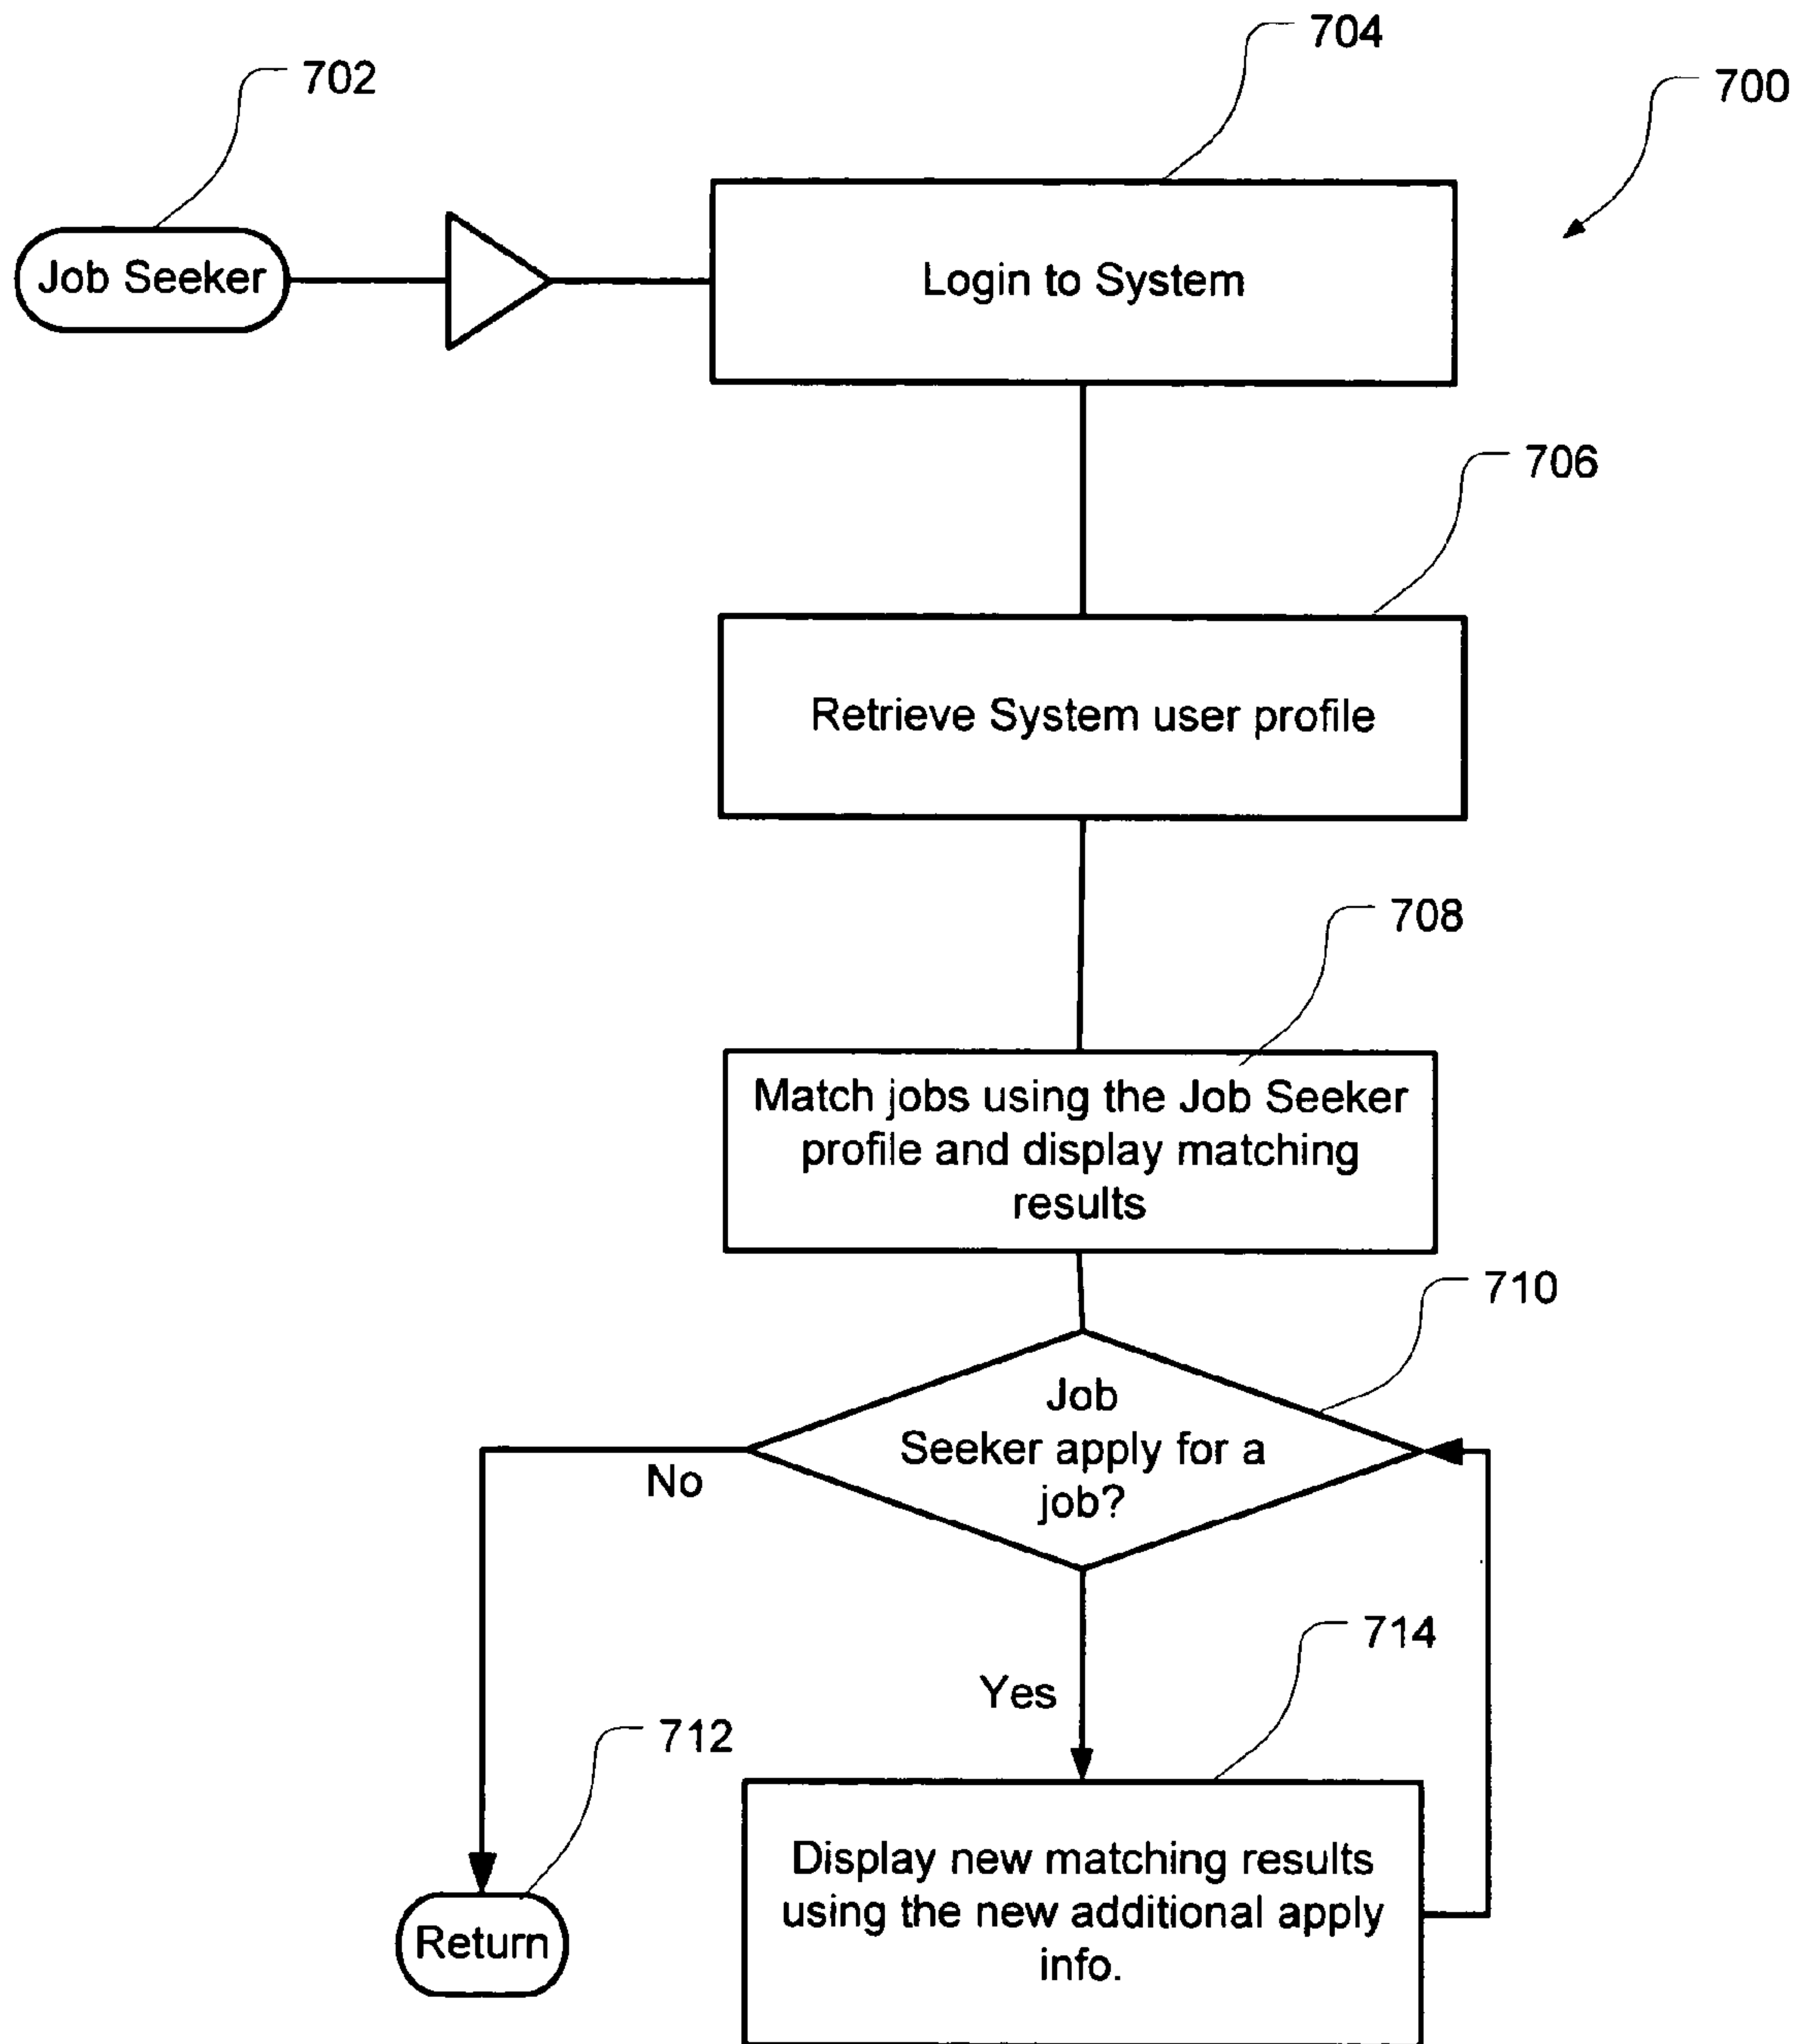 704
702
700
Job Seeker
Login to System
706
Retrieve System user profile
708
Match jobs using the Job Seeker
profile and display matching
results
710
Job
Seeker apply for a
job?
No
714
Yes
712
Display new matching results
using the new additional apply
info.
Return